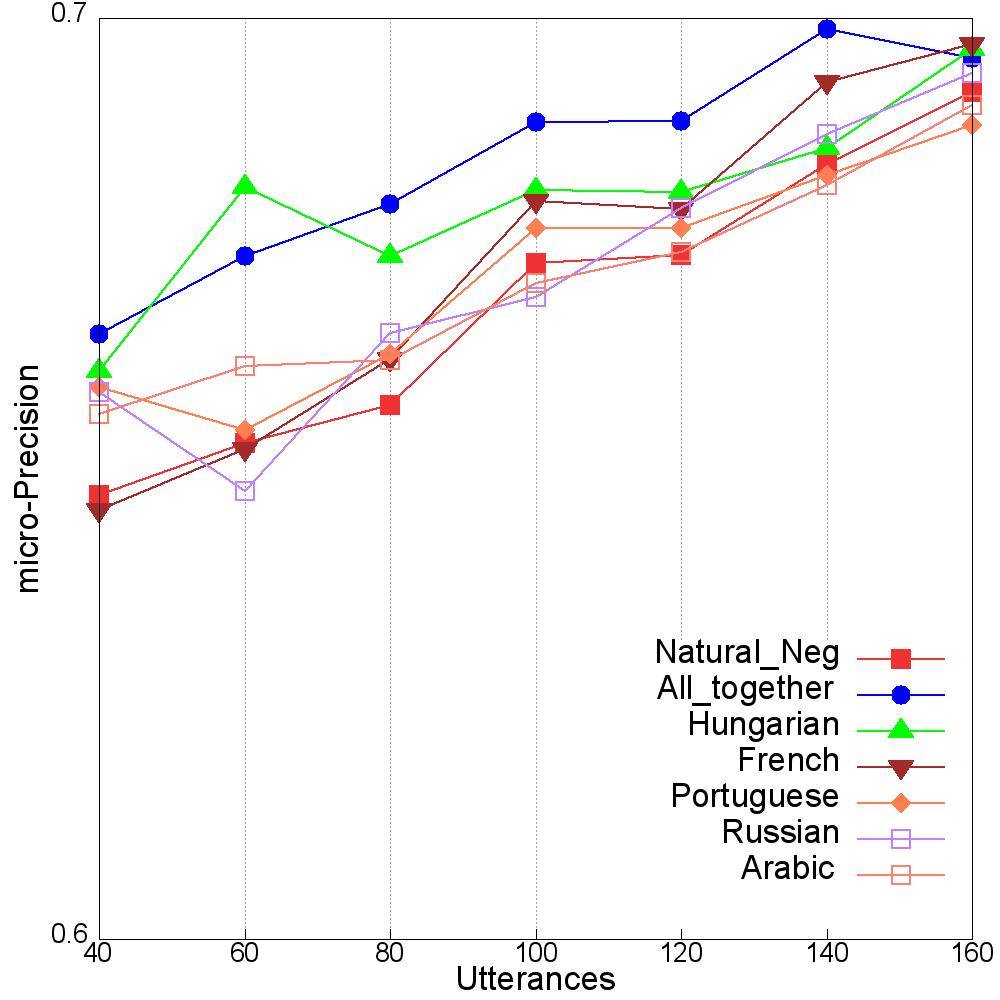 0.7
micro-Precision
Natural_Neg
All_together
Hungarian
French
Portuguese
Russian
Arabic
0.6
40 60 80 100 120 140 160
Utterances